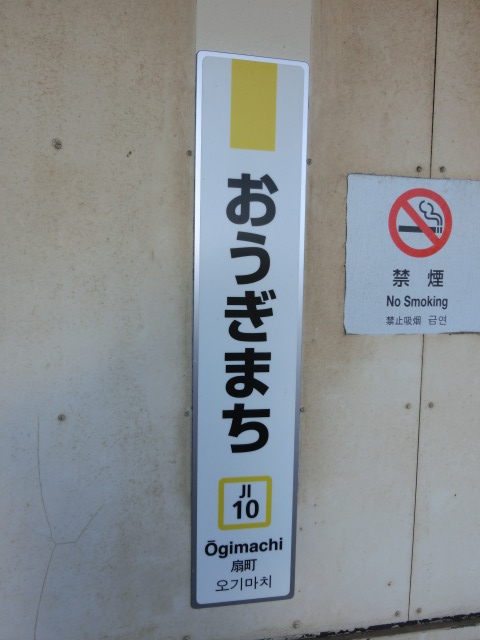 おうぎまち
JI
10
Ōgimachi
扇町
오기마치
禁煙
No Smoking
禁止吸烟 금연